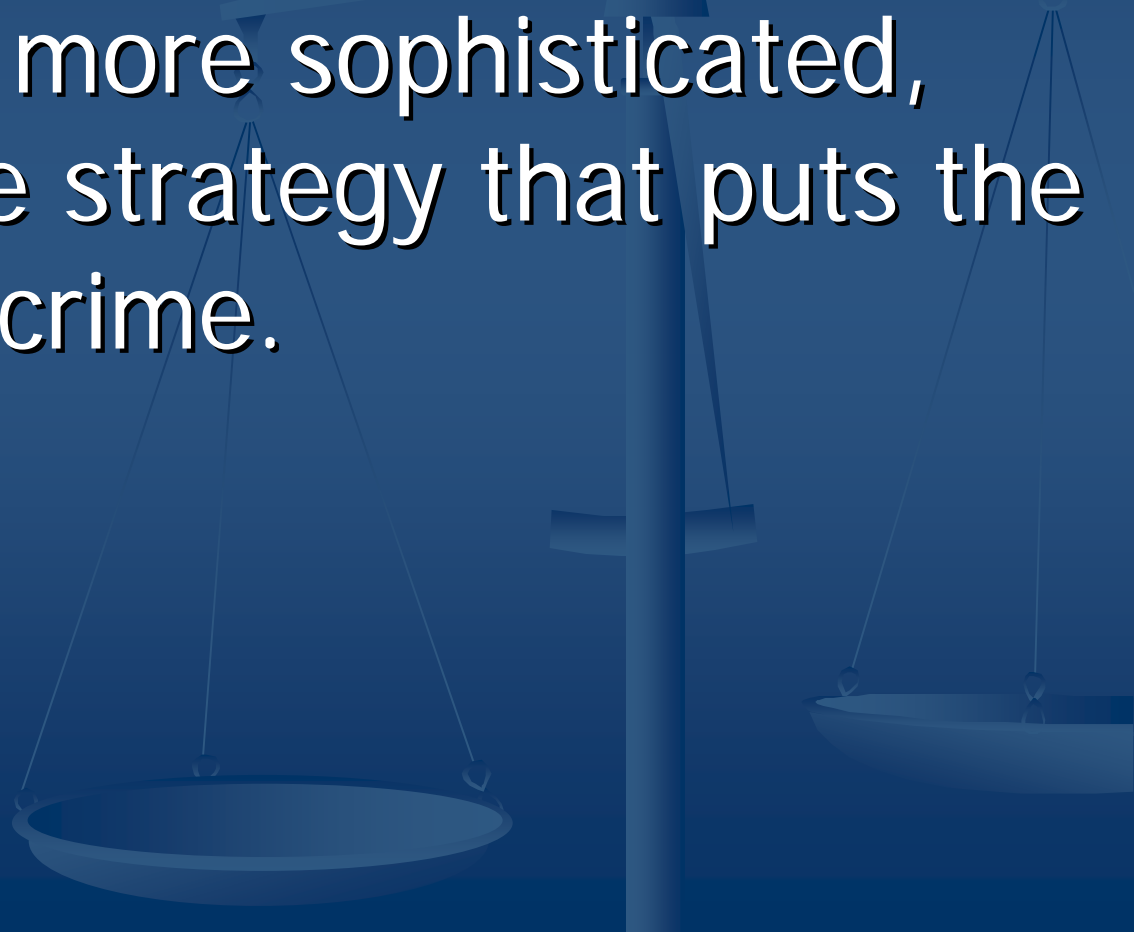 more sophisticated,
strategy that puts the
crime.